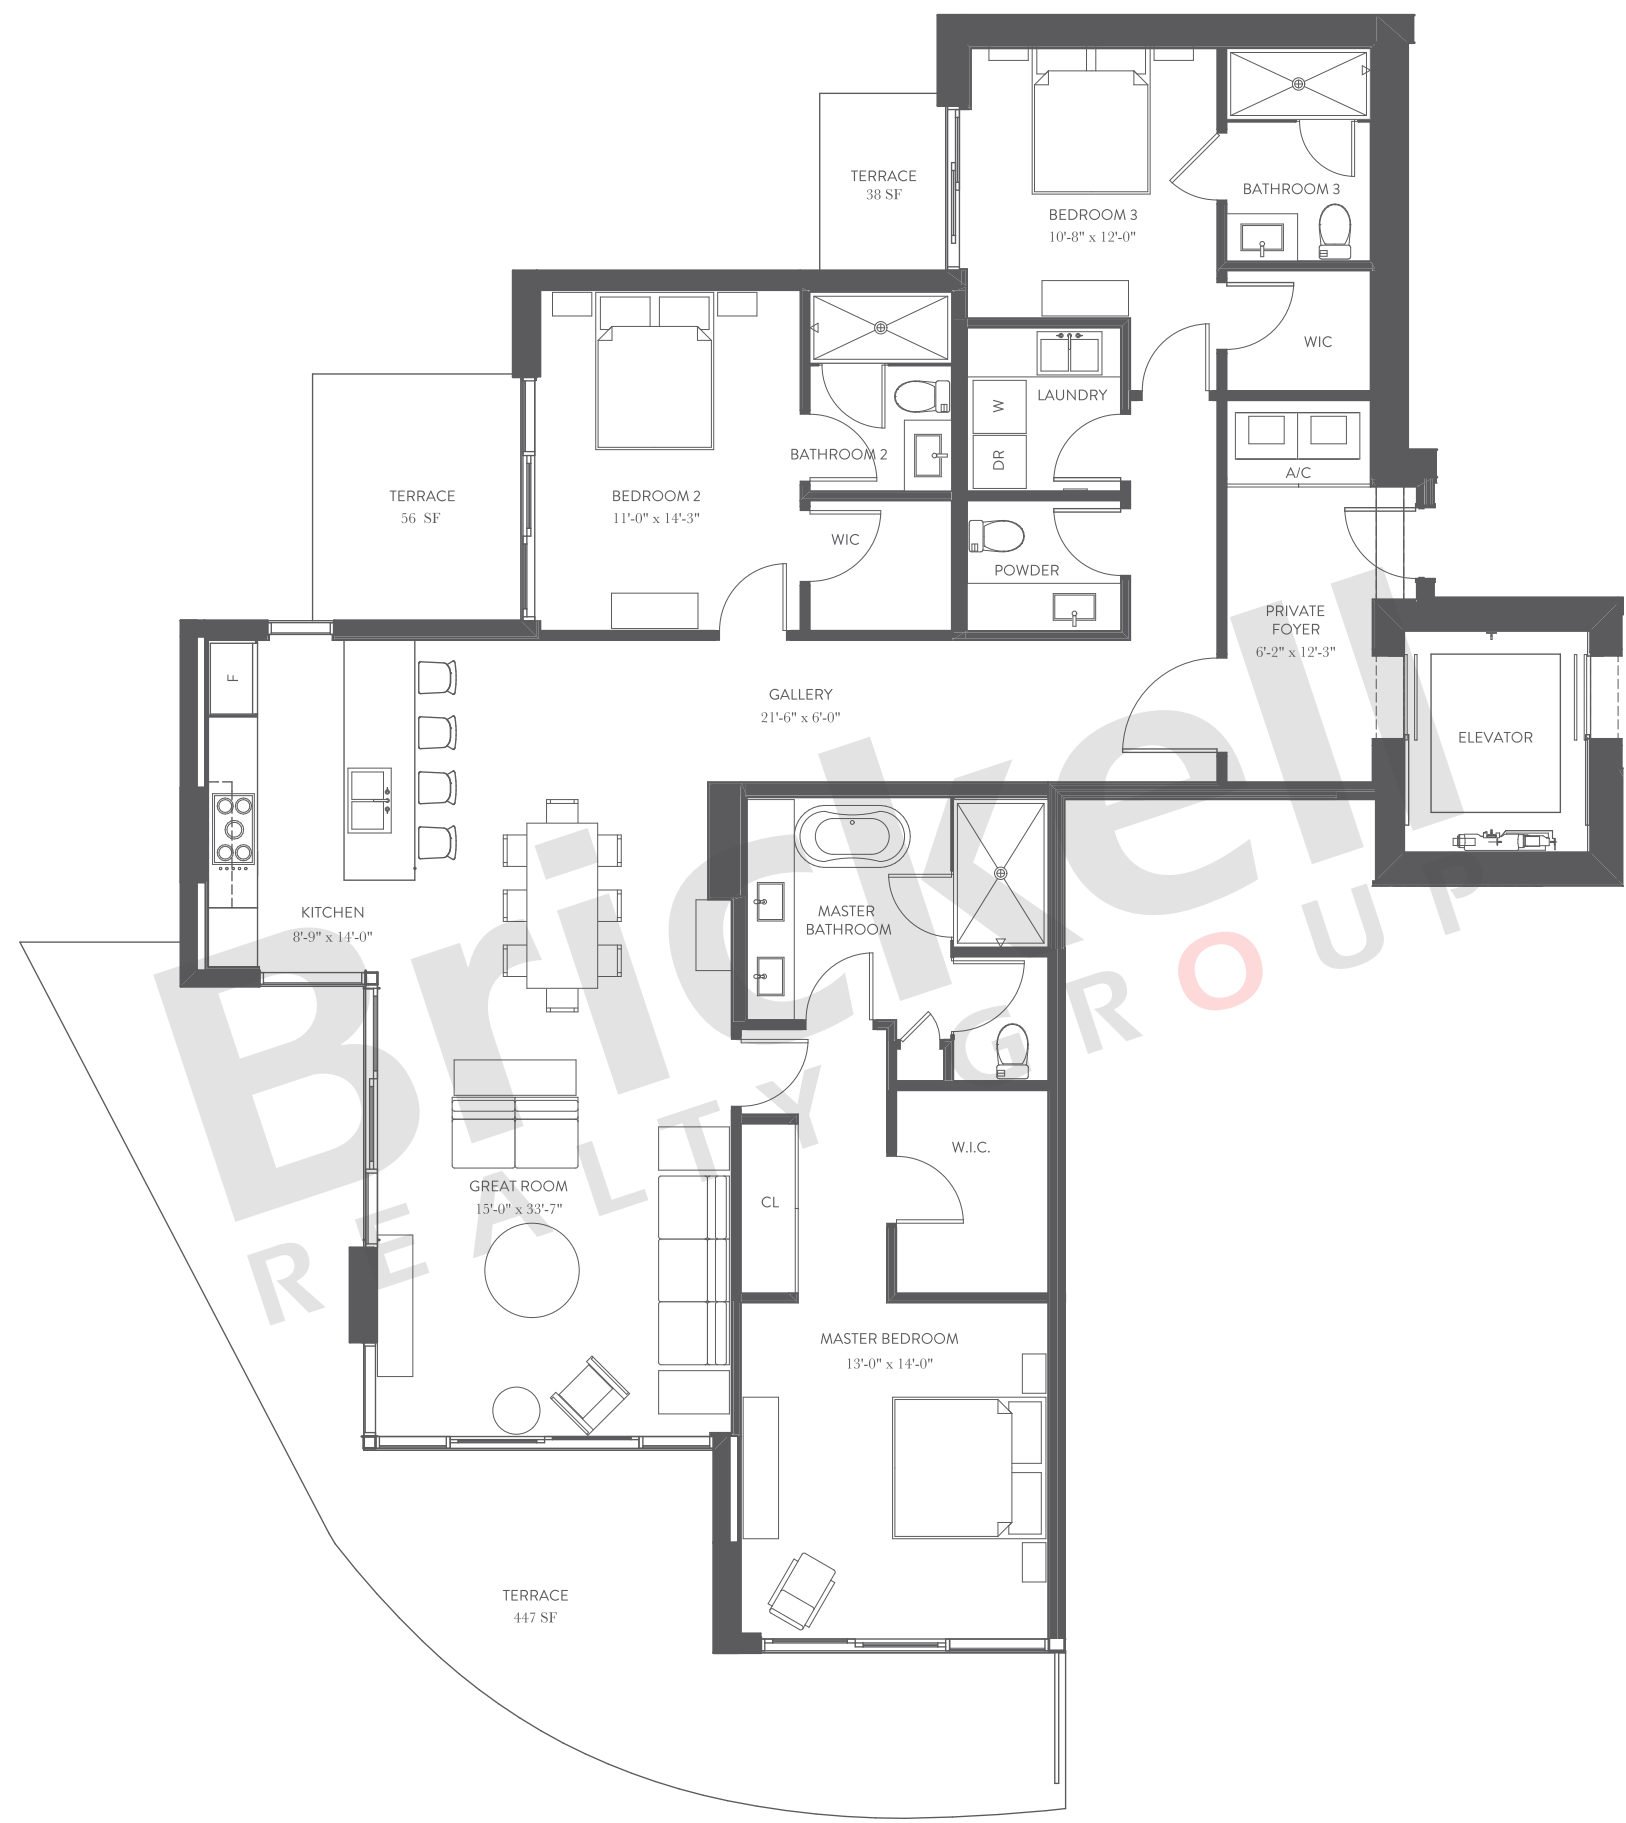 TERRACE
38 SF
BEDROOM 3
10'-8" x 12'-0"
BATHROOM 3
WIC
LAUNDRY
W
DR
A/C
BATHROOM 2
BEDROOM 2
11'-0" x 14'-3"
TERRACE
56 SF
WIC
POWDER
PRIVATE
FOYER
6'-2" x 12'-3"
F
GALLERY
21'-6" x 6'-0"
ELEVATOR
KITCHEN
8'-9" x 14'-0"
MASTER
BATHROOM
W.I.C.
GREAT ROOM
15'-0" x 33'-7"
CL
MASTER BEDROOM
13'-0" x 14'-0"
TERRACE
447 SF
Brickell
REALTY GROUP